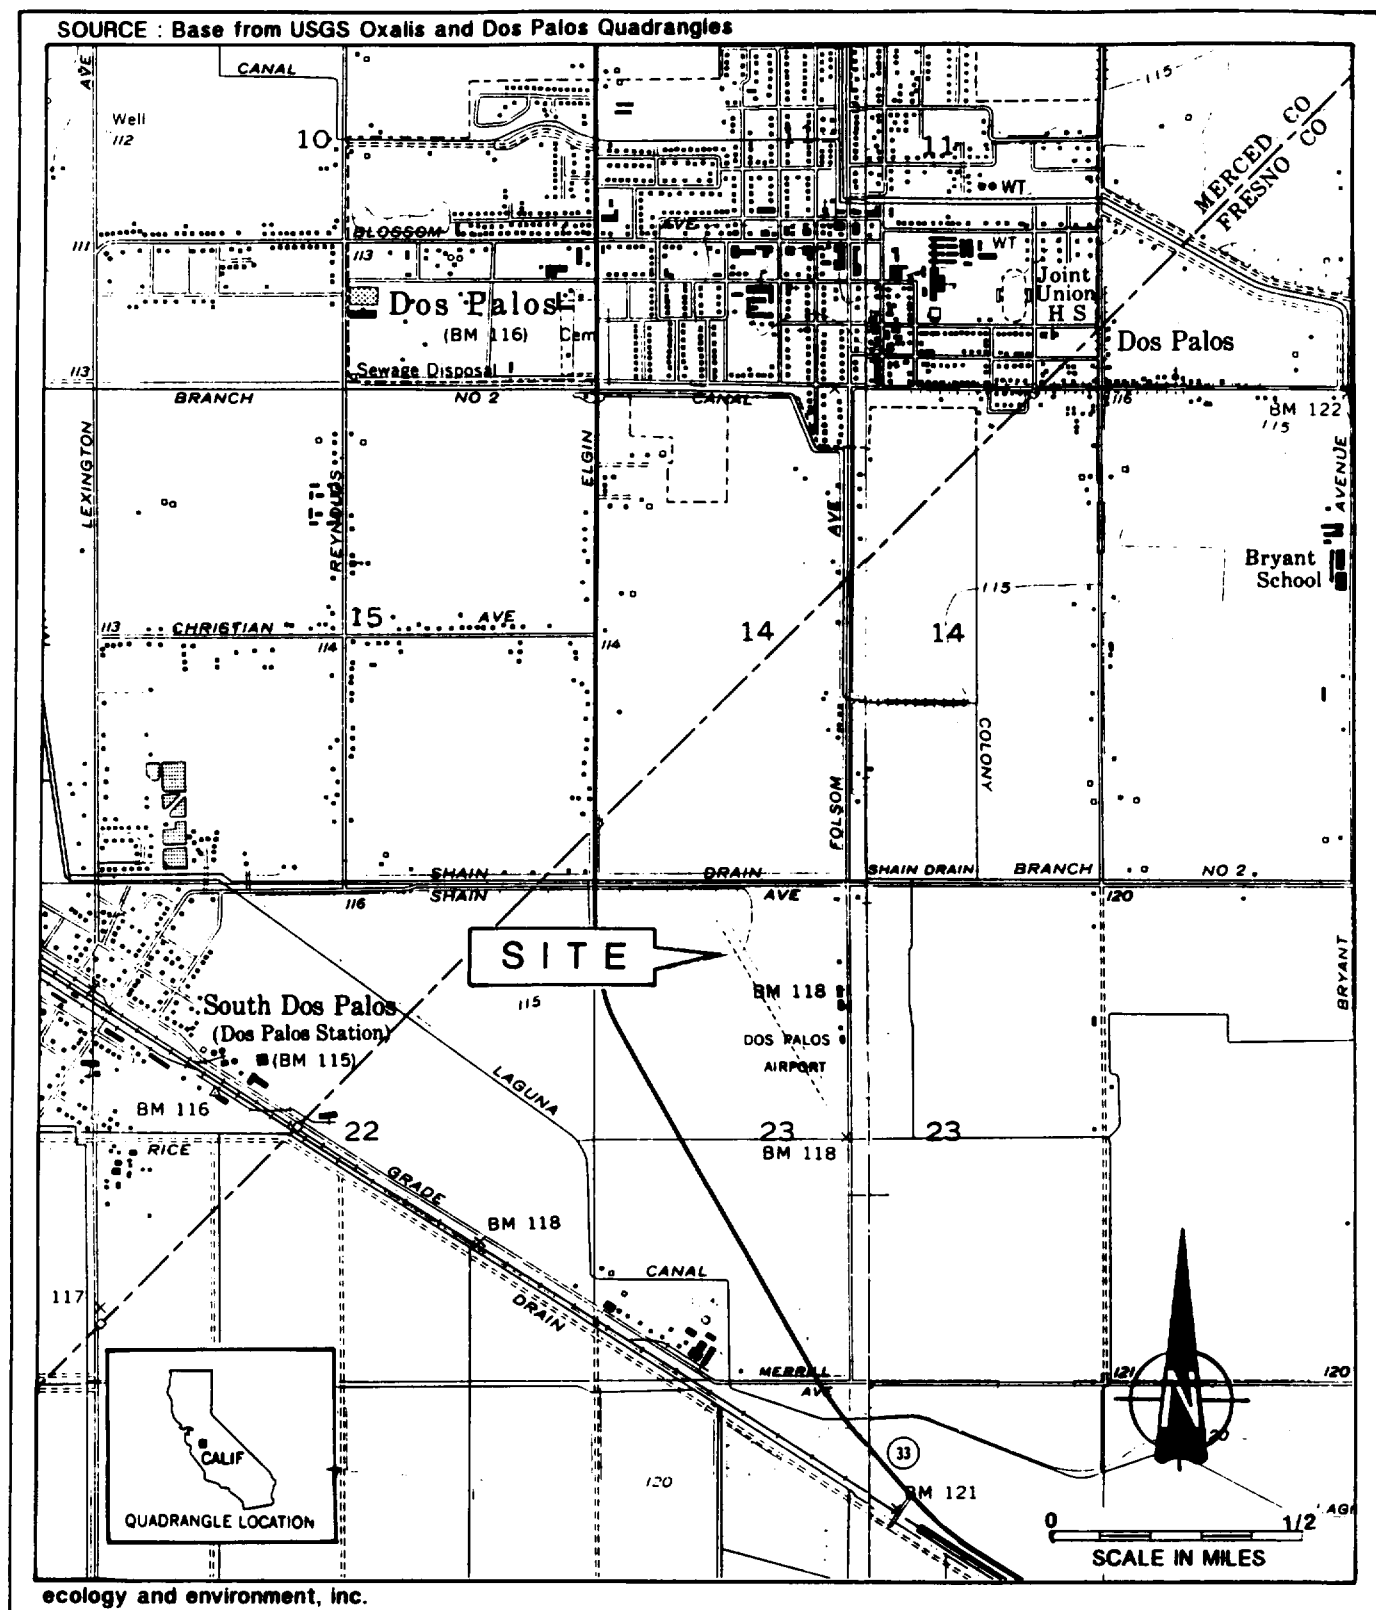 SOURCE : Base from USGS Oxalis and Dos Palos Quadrangles
AVE
CANAL
115
Well
112
10
11
MERCED CO
FRESNO CO
WT
BLOSSOM
AVE
111
113
WT
Joint
Union
H S
Dos Palos
(BM 116)
Cem
Dos Palos
113
Sewage Disposal
BRANCH
NO 2
CANAL
116
BM 122
115
LEXINGTON
REYNOLDS
ELGIN
AVE
AVENUE
Bryant
School
115
113
CHRISTIAN
15
AVE
114
114
14
14
COLONY
FOLSOM
SHAIN
DRAIN
SHAIN DRAIN
BRANCH
NO 2
SHAIN
AVE
116
120
SITE
BRYANT
115
BM 118
South Dos Palos
(Dos Palos Station)
(BM 115)
DOS PALOS
AIRPORT
LAGUNA
BM 116
22
23
23
RICE
BM 118
GRADE
BM 118
CANAL
117
DRAIN
MERRILL
AVE
121
120
N
20
CALIF
QUADRANGLE LOCATION
120
33
BM 121
0
1/2
SCALE IN MILES
ecology and environment, inc.